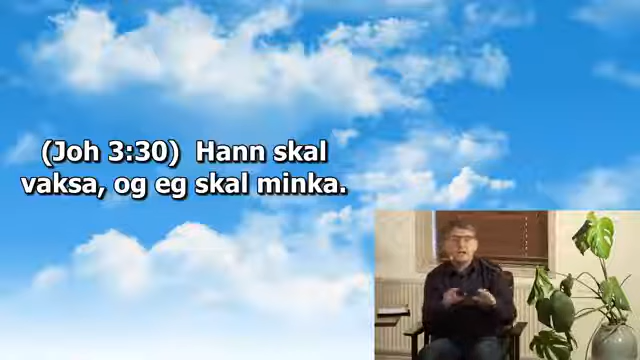 (Joh 3:30)  Hann skal
vaksa, og eg skal minka.